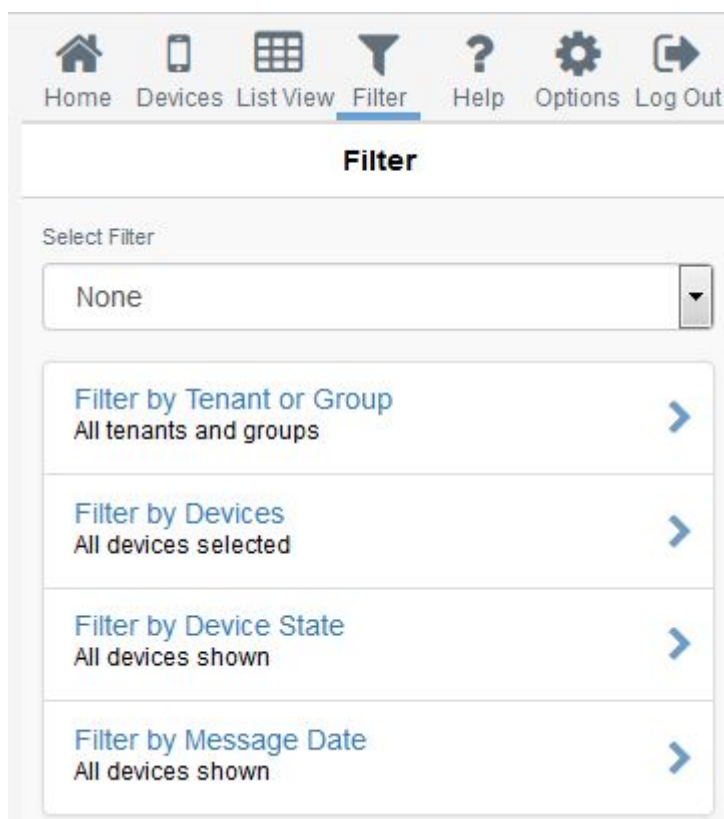 Home Devices List View Filter Help Options Log Out
Filter
Select Filter
None
Filter by Tenant or Group
All tenants and groups
Filter by Devices
All devices selected
Filter by Device State
All devices shown
Filter by Message Date
All devices shown